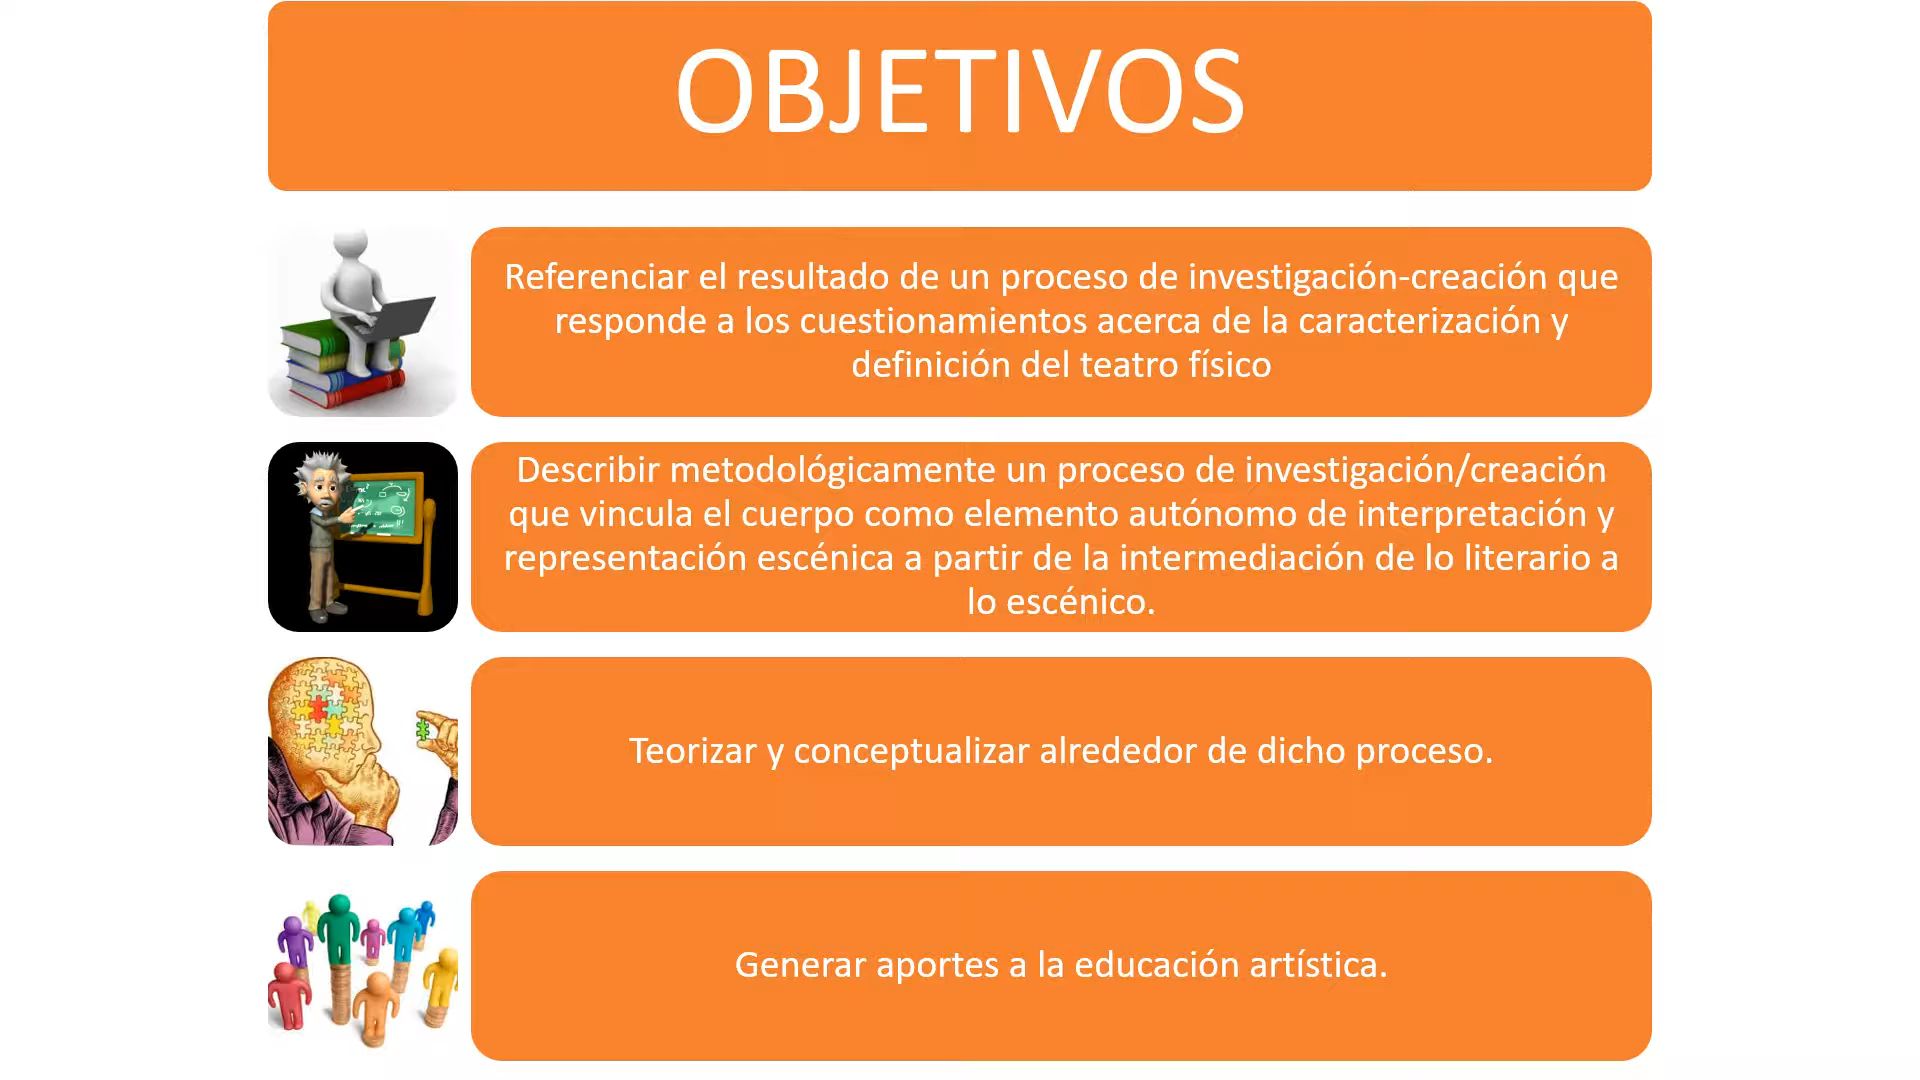 OBJETIVOS
Referenciar el resultado de un proceso de investigación-creación que
responde a los cuestionamientos acerca de la caracterización y
definición del teatro físico
Describir metodológicamente un proceso de investigación/creación
que vincula el cuerpo como elemento autónomo de interpretación y
representación escénica a partir de la intermediación de lo literario a
lo escénico.
Teorizar y conceptualizar alrededor de dicho proceso.
Generar aportes a la educación artística.